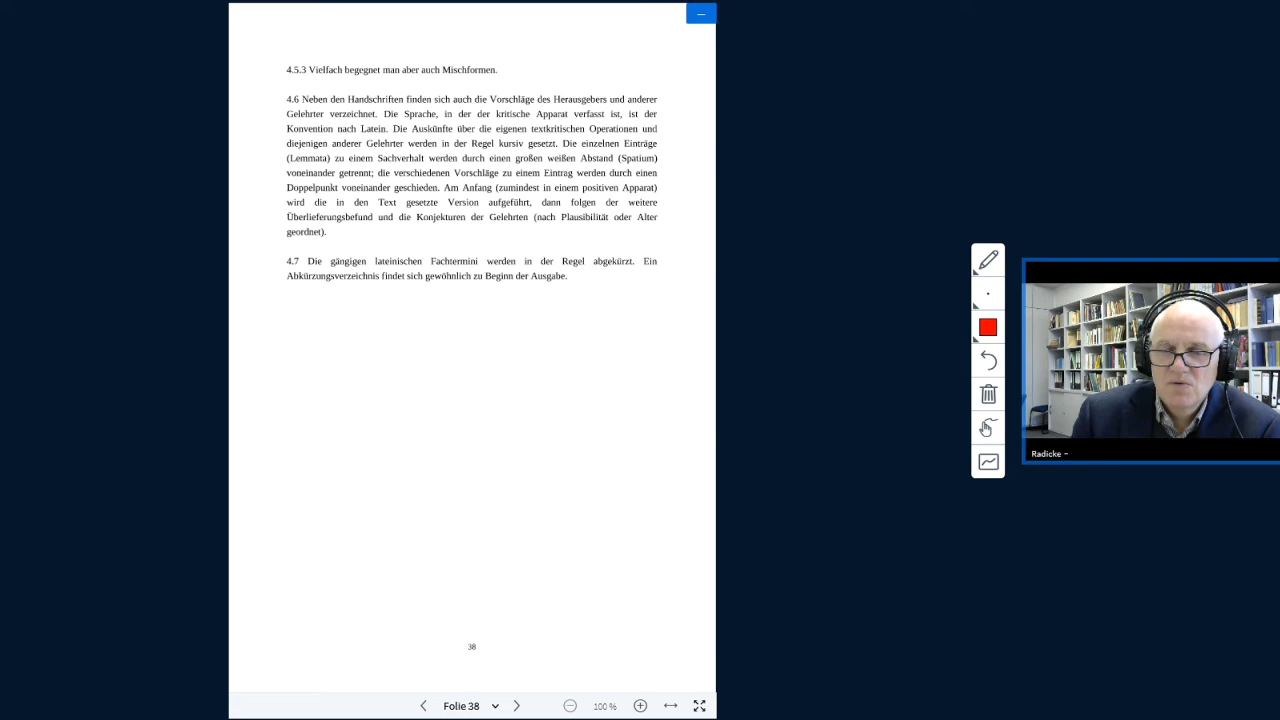 4.5.3 Vielfach begegnet man aber auch Mischformen.
4.6 Neben den Handschriften finden sich auch die Vorschläge des Herausgebers und anderer
Gelehrter verzeichnet. Die Sprache, in der der kritische Apparat verfasst ist, ist der
Konvention nach Latein. Die Auskünfte über die eigenen textkritischen Operationen und
diejenigen anderer Gelehrter werden in der Regel kursiv gesetzt. Die einzelnen Einträge
(Lemmata) zu einem Sachverhalt werden durch einen großen weißen Abstand (Spatium)
voneinander getrennt; die verschiedenen Vorschläge zu einem Eintrag werden durch einen
Doppelpunkt voneinander geschieden. Am Anfang (zumindest in einem positiven Apparat)
wird die in den Text gesetzte Version aufgeführt, dann folgen der weitere
Überlieferungsbefund und die Konjekturen der Gelehrten (nach Plausibilität oder Alter
geordnet).
4.7 Die gängigen lateinischen Fachtermini werden in der Regel abgekürzt. Ein
Abkürzungsverzeichnis findet sich gewöhnlich zu Beginn der Ausgabe.
38
Folie 38
100 %
Radicke –